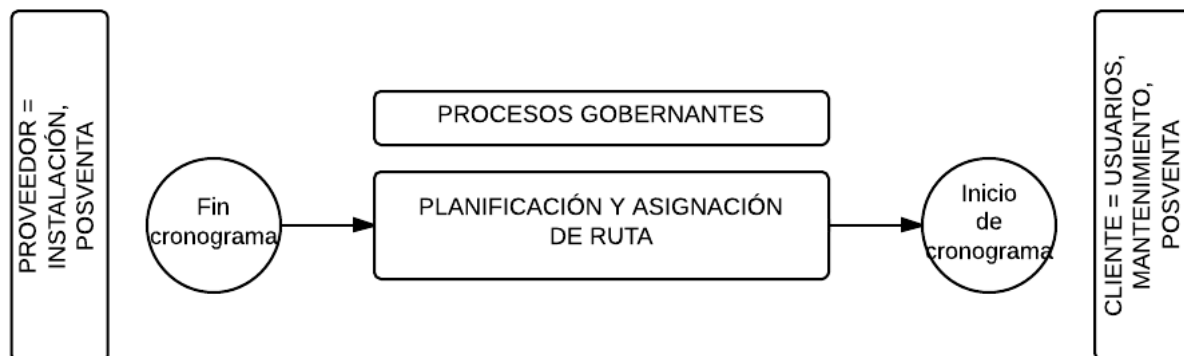 PROVEEDOR =
INSTALACIÓN,
POSVENTA
Fin
cronograma
PROCESOS GOBERNANTES
PLANIFICACIÓN Y ASIGNACIÓN
DE RUTA
Inicio
de
cronograma
CLIENTE = USUARIOS,
MANTENIMIENTO,
POSVENTA